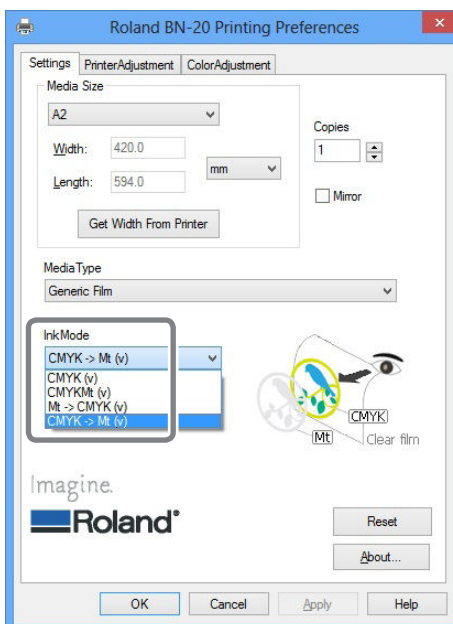 Roland BN-20 Printing Preferences
x
Settings PrinterAdjustment ColorAdjustment
Media Size
A2
Width: 420.0
Length: 594.0
mm
Get Width From Printer
Copies
1
Mirror
MediaType
Generic Film
InkMode
CMYK -> Mt (v)
CMYK (v)
CMYKMt (v)
Mt -> CMYK (v)
CMYK -> Mt (v)
CMYK
Mt
Clear film
Imagine.
Roland®
Reset
About...
OK Cancel Apply Help